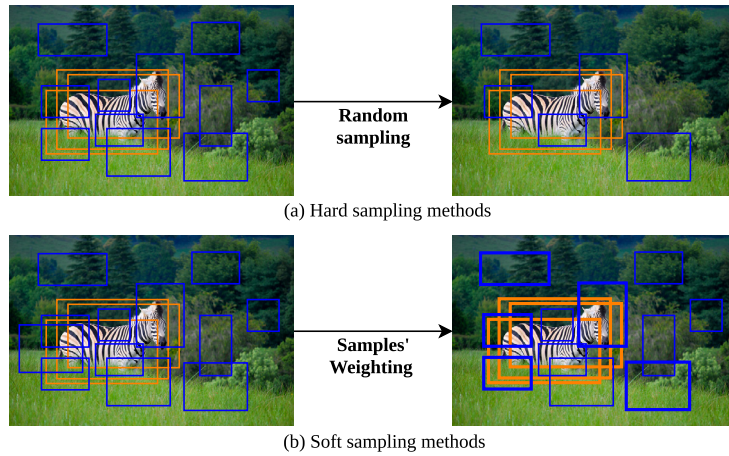 Random
sampling
(a) Hard sampling methods
Samples'
Weighting
(b) Soft sampling methods